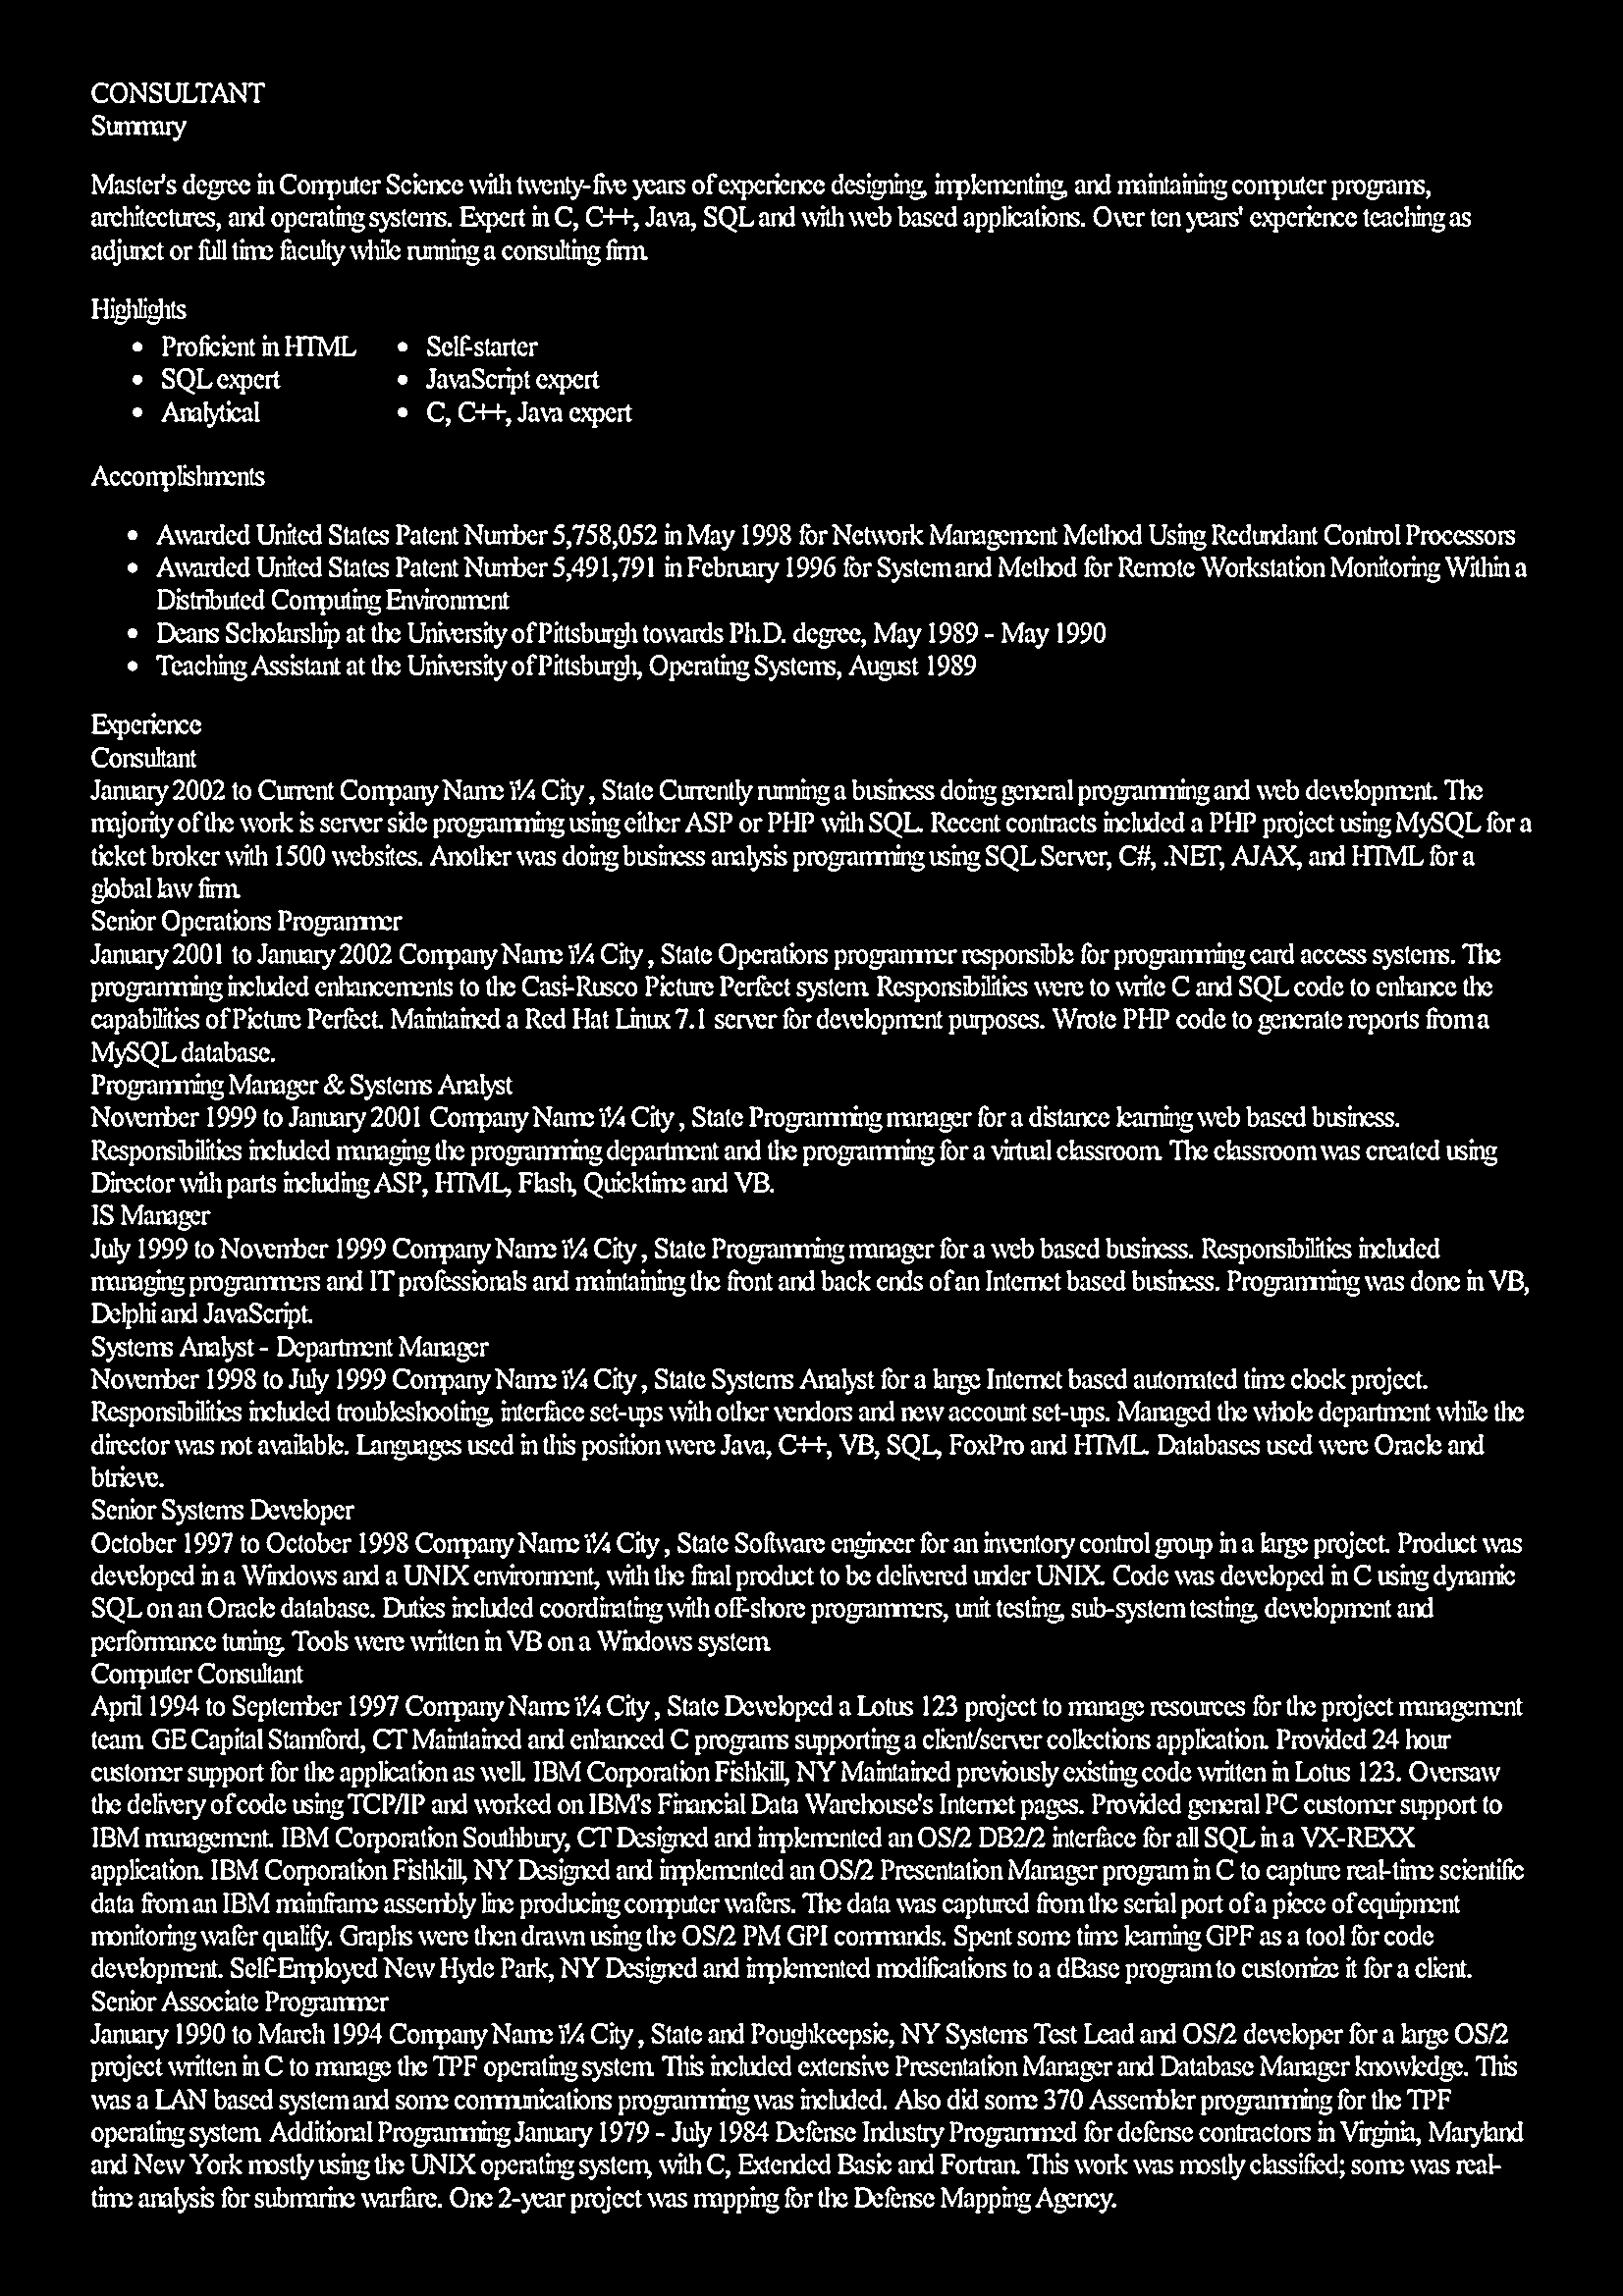 CONSULTANT
Summary
Master's degree in Computer Science with twenty-five years of experience designing, implementing, and maintaining computer programs,
architectures, and operating systems. Expert in C, C++, Java, SQL and with web based applications. Over ten years' experience teaching as
adjunct or full time faculty while running a consulting firm.
Highlights
• Proficient in HTML • Self-starter
• SQL expert • JavaScript expert
• Analytical • C, C++, Java expert
Accomplishments
• Awarded United States Patent Number 5,758,052 in May 1998 for Network Management Method Using Redundant Control Processors
• Awarded United States Patent Number 5,491,791 in February 1996 for System and Method for Remote Workstation Monitoring Within a
Distributed Computing Environment
• Deans Scholarship at the University of Pittsburgh towards Ph.D. degree, May 1989 - May 1990
• Teaching Assistant at the University of Pittsburgh, Operating Systems, August 1989
Experience
Consultant
January 2002 to Current Company Name ï¼ City , State Currently running a business doing general programming and web development. The
majority of the work is server side programming using either ASP or PHP with SQL. Recent contracts included a PHP project using MySQL for a
ticket broker with 1500 websites. Another was doing business analysis programming using SQL Server, C#, .NET, AJAX, and HTML for a
global law firm.
Senior Operations Programmer
January 2001 to January 2002 Company Name ï¼ City , State Operations programmer responsible for programming card access systems. The
programming included enhancements to the Casi-Rusco Picture Perfect system. Responsibilities were to write C and SQL code to enhance the
capabilities of Picture Perfect. Maintained a Red Hat Linux 7.1 server for development purposes. Wrote PHP code to generate reports from a
MySQL database.
Programming Manager & Systems Analyst
November 1999 to January 2001 Company Name ï¼ City , State Programming manager for a distance learning web based business.
Responsibilities included managing the programming department and the programming for a virtual classroom. The classroom was created using
Director with parts including ASP, HTML, Flash, Quicktime and VB.
IS Manager
July 1999 to November 1999 Company Name ï¼ City , State Programming manager for a web based business. Responsibilities included
managing programmers and IT professionals and maintaining the front and back ends of an Internet based business. Programming was done in VB,
Delphi and JavaScript.
Systems Analyst - Department Manager
November 1998 to July 1999 Company Name ï¼ City , State Systems Analyst for a large Internet based automated time clock project.
Responsibilities included troubleshooting, interface set-ups with other vendors and new account set-ups. Managed the whole department while the
director was not available. Languages used in this position were Java, C++, VB, SQL, FoxPro and HTML. Databases used were Oracle and
btrieve.
Senior Systems Developer
October 1997 to October 1998 Company Name ï¼ City , State Software engineer for an inventory control group in a large project. Product was
developed in a Windows and a UNIX environment, with the final product to be delivered under UNIX. Code was developed in C using dynamic
SQL on an Oracle database. Duties included coordinating with off-shore programmers, unit testing, sub-system testing, development and
performance tuning. Tools were written in VB on a Windows system.
Computer Consultant
April 1994 to September 1997 Company Name ï¼ City , State Developed a Lotus 123 project to manage resources for the project management
team. GE Capital Stamford, CT Maintained and enhanced C programs supporting a client/server collections application. Provided 24 hour
customer support for the application as well. IBM Corporation Fishkill, NY Maintained previously existing code written in Lotus 123. Oversaw
the delivery of code using TCP/IP and worked on IBM's Financial Data Warehouse's Internet pages. Provided general PC customer support to
IBM management. IBM Corporation Southbury, CT Designed and implemented an OS/2 DB2/2 interface for all SQL in a VX-REXX
application. IBM Corporation Fishkill, NY Designed and implemented an OS/2 Presentation Manager program in C to capture real-time scientific
data from an IBM mainframe assembly line producing computer wafers. The data was captured from the serial port of a piece of equipment
monitoring wafer qualify. Graphs were then drawn using the OS/2 PM GPI commands. Spent some time learning GPF as a tool for code
development. Self-Employed New Hyde Park, NY Designed and implemented modifications to a dBase program to customize it for a client.
Senior Associate Programmer
January 1990 to March 1994 Company Name ï¼ City , State and Poughkeepsie, NY Systems Test Lead and OS/2 developer for a large OS/2
project written in C to manage the TPF operating system. This included extensive Presentation Manager and Database Manager knowledge. This
was a LAN based system and some communications programming was included. Also did some 370 Assembler programming for the TPF
operating system. Additional Programming January 1979 - July 1984 Defense Industry Programmed for defense contractors in Virginia, Maryland
and New York mostly using the UNIX operating system, with C, Extended Basic and Fortran. This work was mostly classified; some was real-
time analysis for submarine warfare. One 2-year project was mapping for the Defense Mapping Agency.